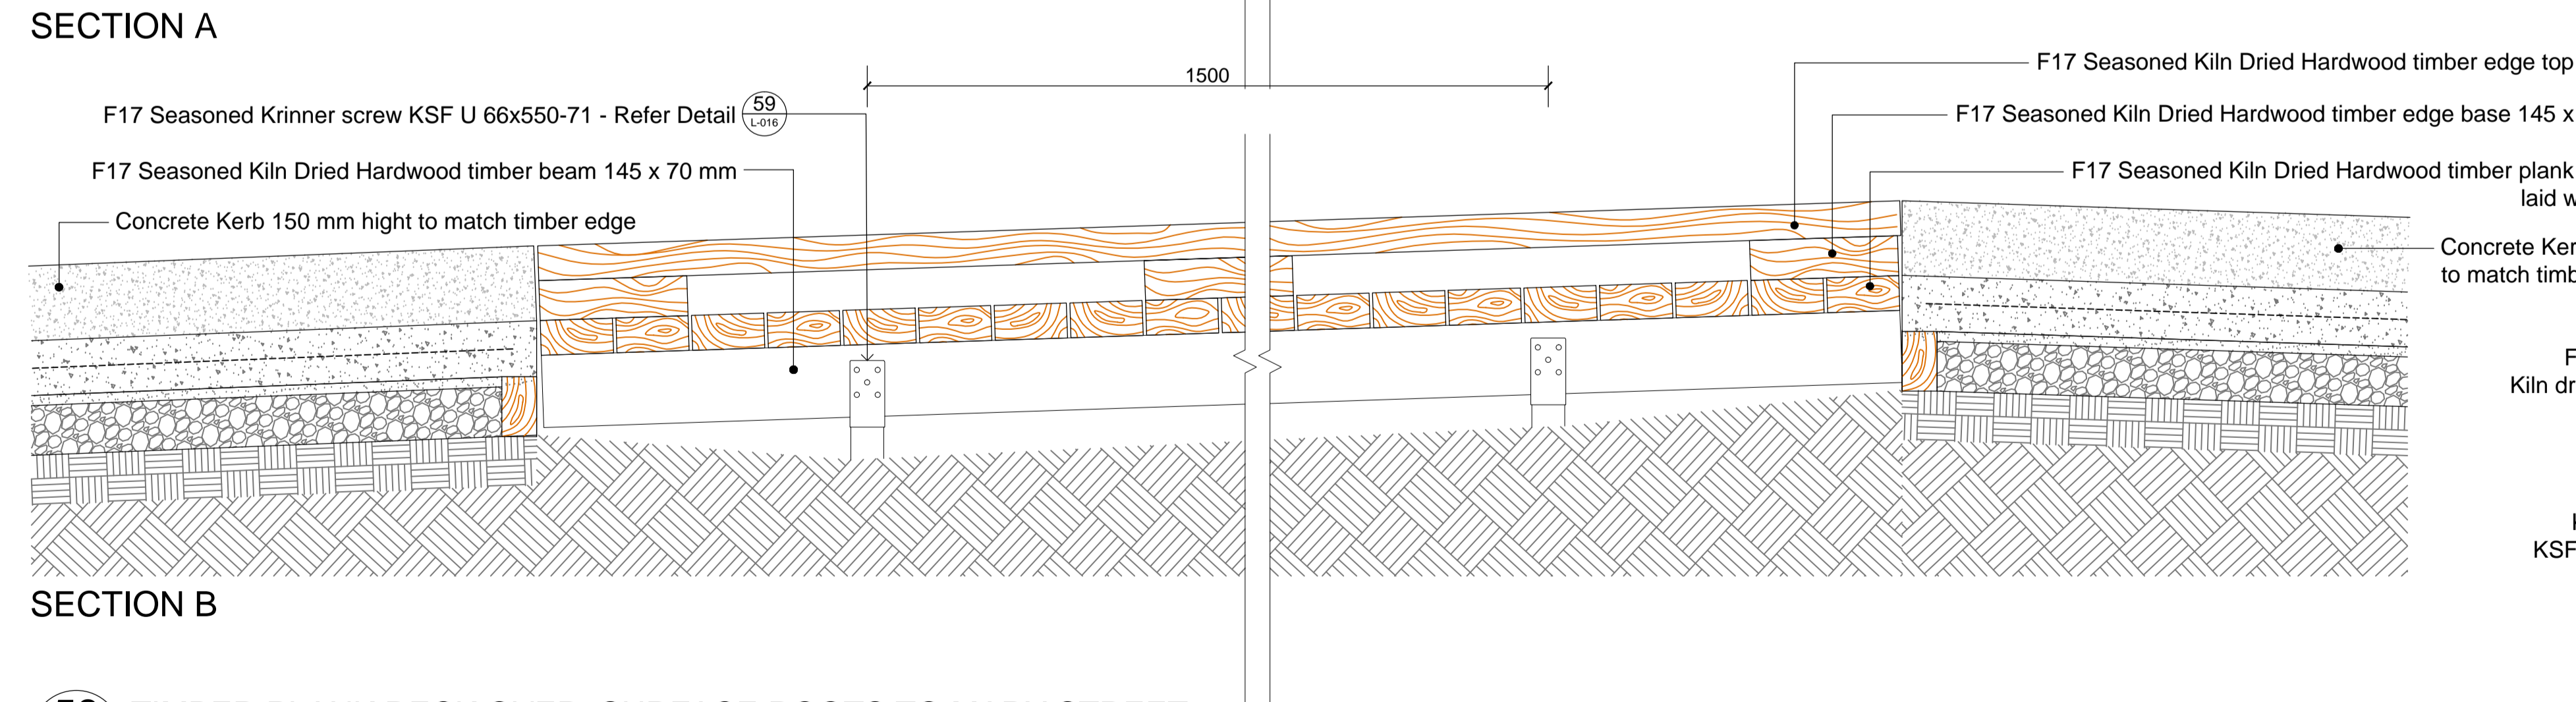 SECTION A
1500
F17 Seasoned Krinner screw KSF U 66x550-71 - Refer Detail
59
L-016
F17 Seasoned Kiln Dried Hardwood timber beam 145 x 70 mm
Concrete Kerb 150 mm hight to match timber edge
F17 Seasoned Kiln Dried Hardwood timber edge top
F17 Seasoned Kiln Dried Hardwood timber edge base 145 x
F17 Seasoned Kiln Dried Hardwood timber plank
laid
Concrete
to match
Kiln
KSF
SECTION B